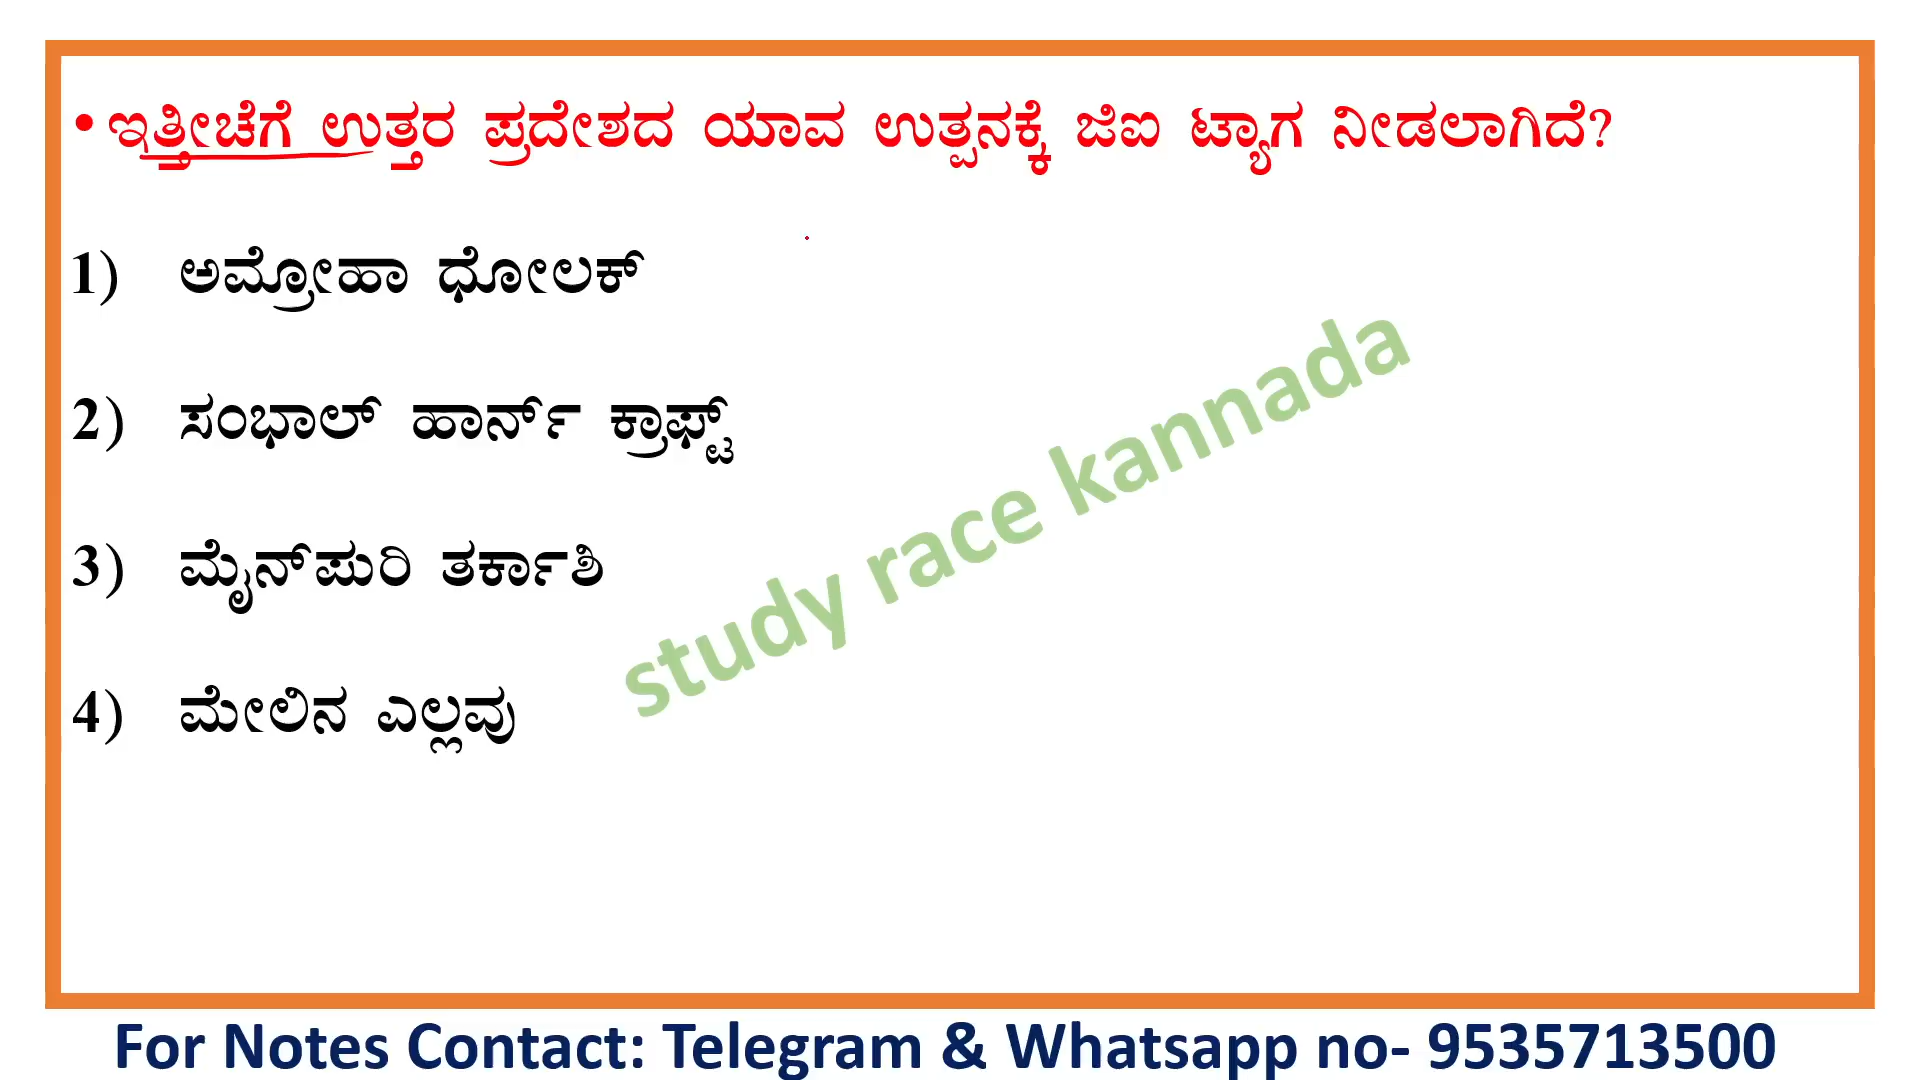 • ಇತ್ತೀಚೆಗೆ ಉತ್ತರ ಪ್ರದೇಶದ ಯಾವ ಉತ್ಪನಕ್ಕೆ ಜಿಐ ಟ್ಯಾಗ ನೀಡಲಾಗಿದೆ?
1) ಅಮ್ರೋಹಾ ಧೋಲಕ್
2) ಸಂಭಾಲ್ ಹಾರ್ನ್ ಕ್ರಾಫ್ಟ್
3) ಮೈನ್‌ಪುರಿ ತರ್ಕಾಶಿ
4) ಮೇಲಿನ ಎಲ್ಲವು
study race kannada
For Notes Contact: Telegram & Whatsapp no- 9535713500